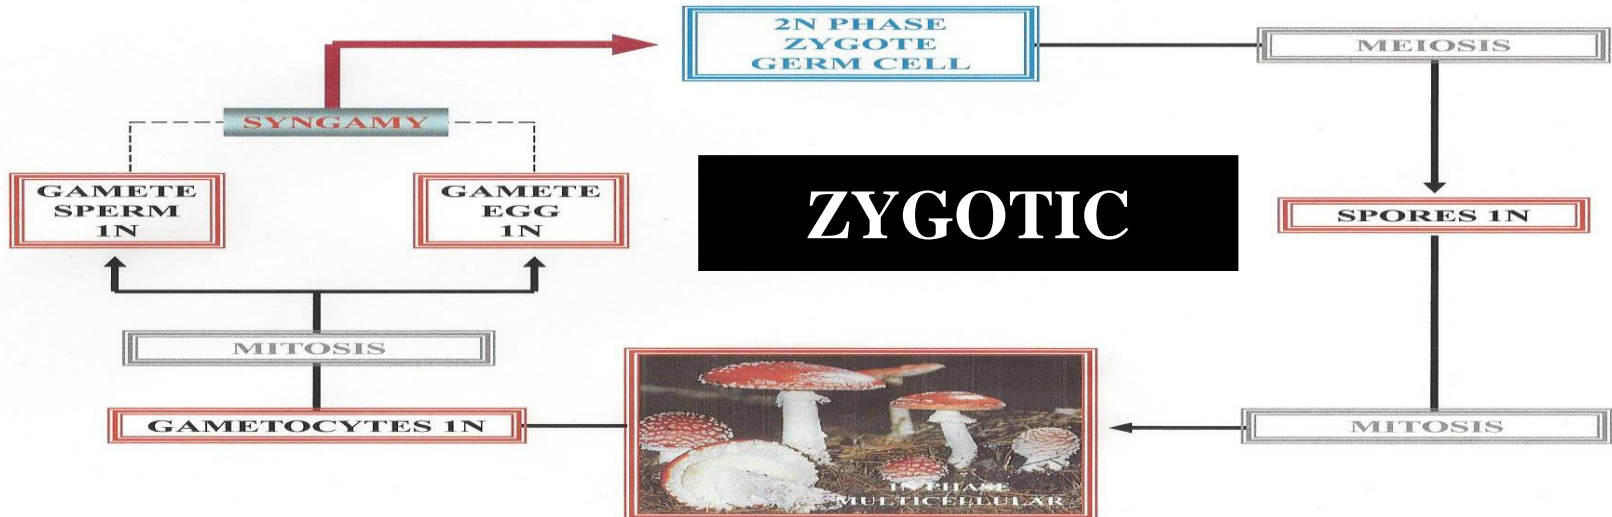 2N PHASE
ZYGOTE
GERM CELL
MEIOSIS
SYNGAMY
GAMETE
SPERM
1N
GAMETE
EGG
1N
ZYGOTIC
SPORES 1N
MITOSIS
GAMETOCYTES 1N
1N PHASE
MULTICELLULAR
MITOSIS